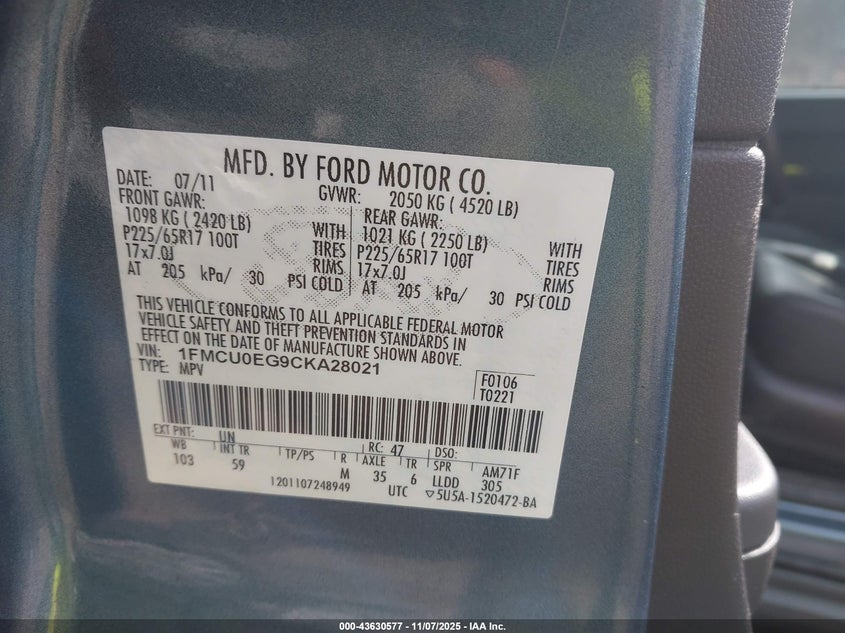 MFD. BY FORD MOTOR CO.
DATE: 07/11 GVWR: 2050 KG ( 4520 LB)
FRONT GAWR: REAR GAWR:
1098 KG ( 2420 LB) WITH 1021 KG ( 2250 LB) WITH
P225/65R17 100T TIRES P225/65R17 100T TIRES
17x7.0J RIMS 17x7.0J RIMS
AT 205 kPa/ 30 PSI COLD AT 205 kPa/ 30 PSI COLD
THIS VEHICLE CONFORMS TO ALL APPLICABLE FEDERAL MOTOR
VEHICLE SAFETY AND THEFT PREVENTION STANDARDS IN
EFFECT ON THE DATE OF MANUFACTURE SHOWN ABOVE.
VIN: 1FMCU0EG9CKA28021
TYPE: MPV F0106
T0221
EXT PNT: UN RC: 47 DSO:
WB INT TR TP/PS R AXLE TR SPR AM71F
103 59 M 35 6 LLDD 305
1201107248949 UTC ▽5U5A-1520472-BA
000-43630577 - 11/07/2025 - IAA Inc.